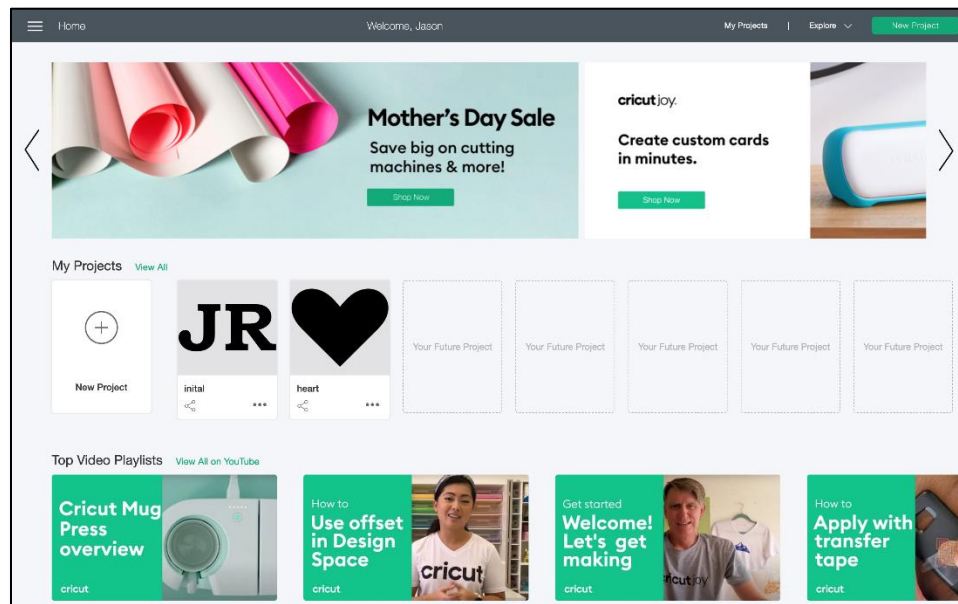 Home
Welcome, Jason
My Projects | Explore
New Project
Mother's Day Sale
Save big on cutting
machines & more!
Shop Now
cricut joy.
Create custom cards
in minutes.
Shop Now
My Projects View All
New Project
JR
inital
heart
Your Future Project
Your Future Project
Your Future Project
Your Future Project
Your Future Project
Top Video Playlists View All on YouTube
Cricut Mug
Press
overview
cricut
How to
Use offset
in Design
Space
cricut
cricut
Get started
Welcome!
Let's get
making
cricut
cricut joy
How to
Apply with
transfer
tape
cricut